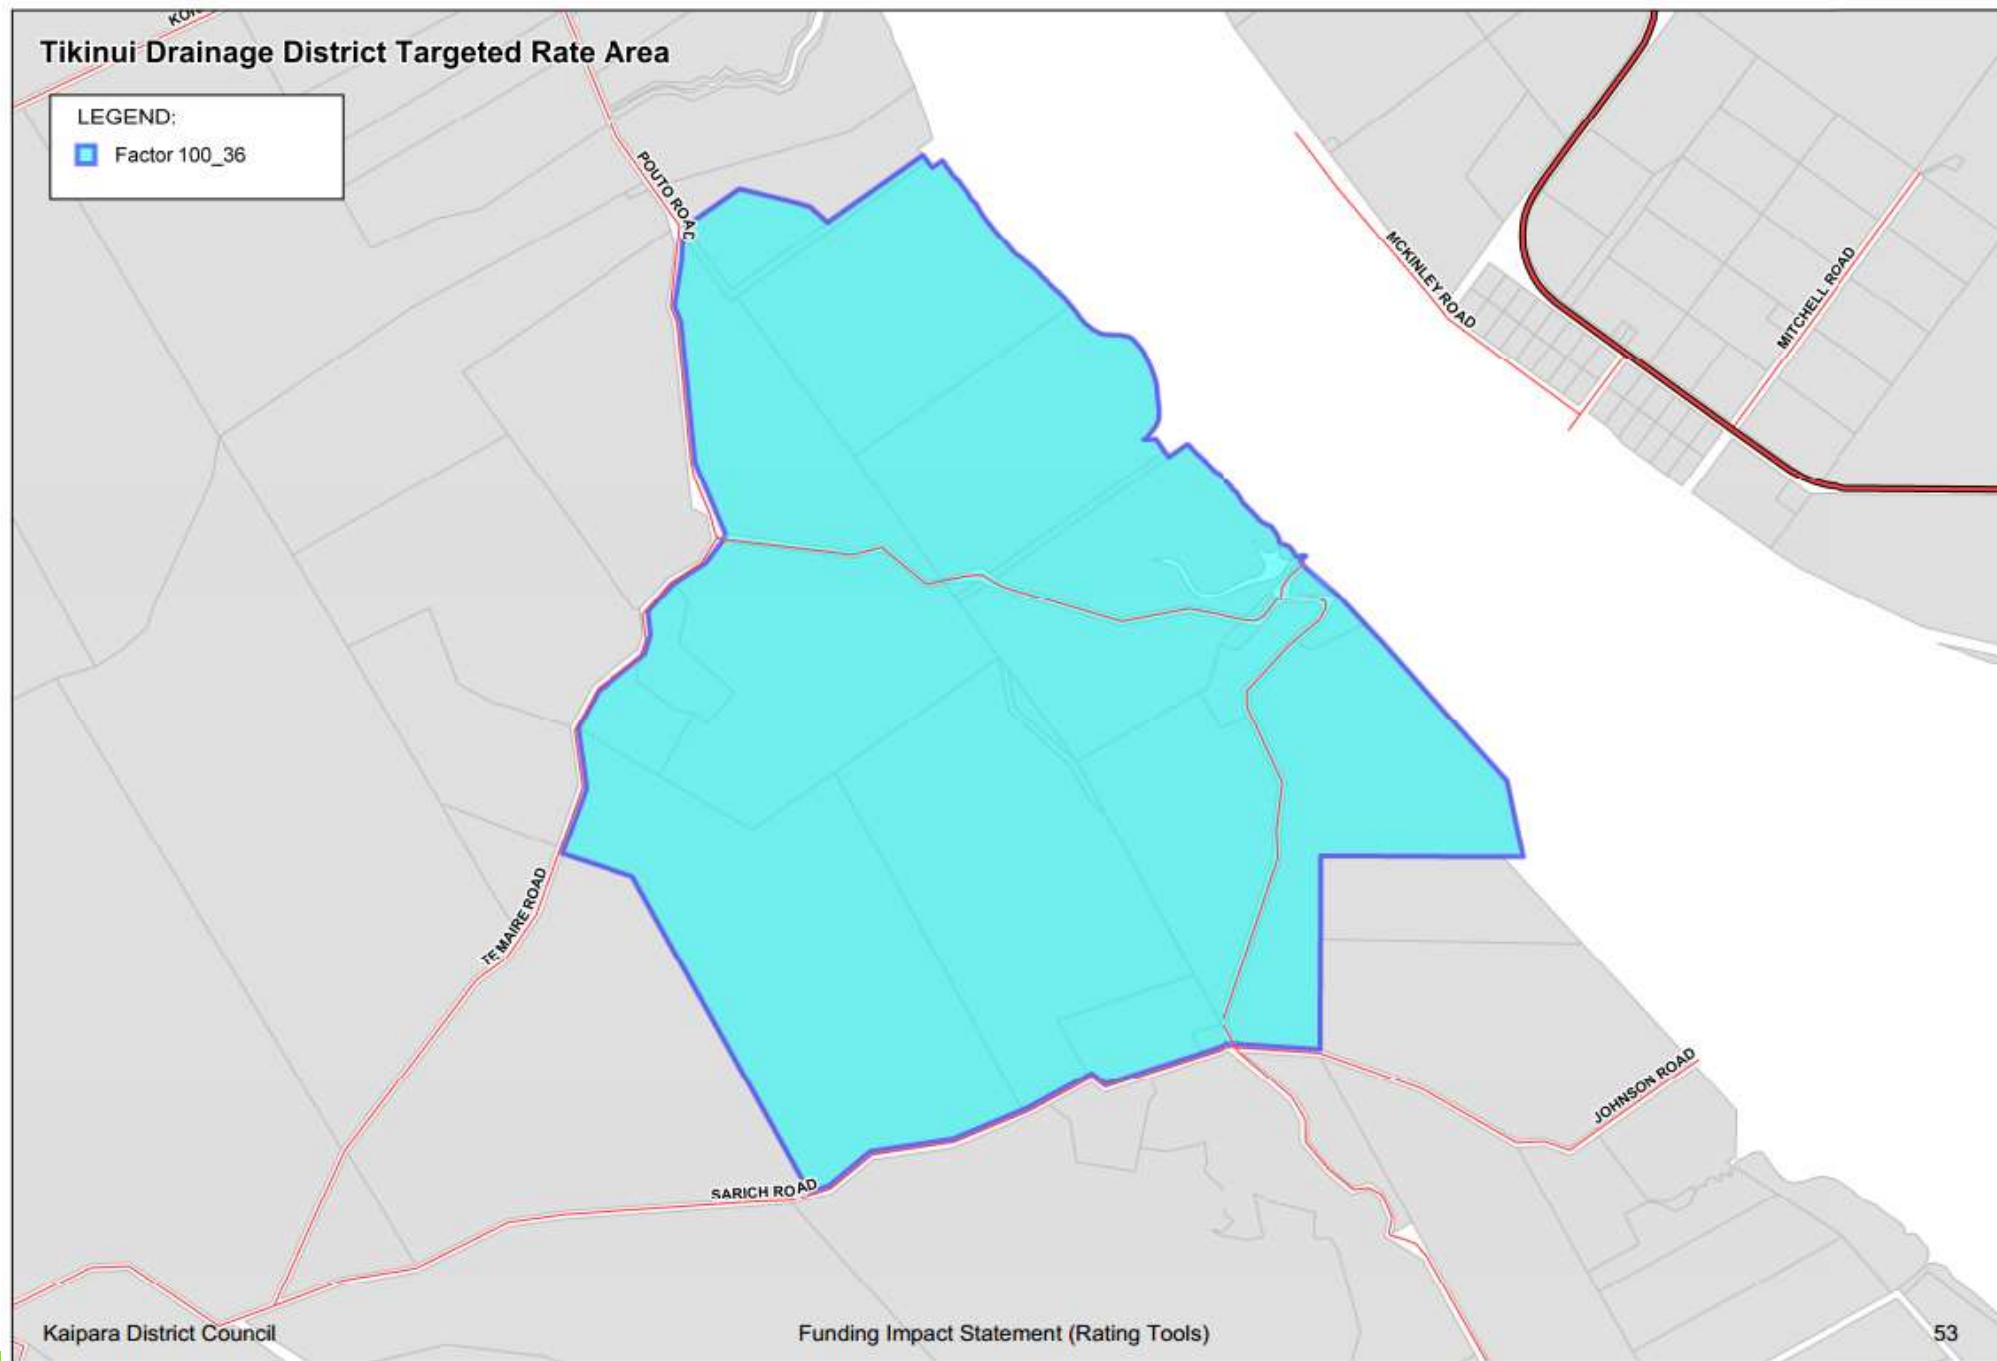 Tikinui Drainage District Targeted Rate Area
LEGEND:
Factor 100_36
POUTO ROAD
MCKINLEY ROAD
MITCHELL ROAD
TE MAIRE ROAD
JOHNSON ROAD
SARICH ROAD
Kaipara District Council
Funding Impact Statement (Rating Tools)
53